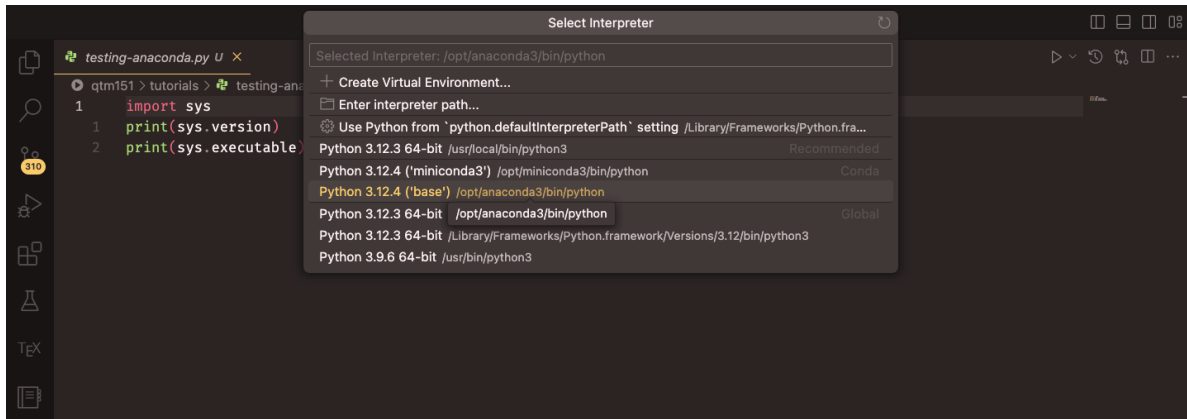 Select Interpreter
testing-anaconda.py U ×
Selected Interpreter: /opt/anaconda3/bin/python
qtm151 > tutorials > testing-ana
+ Create Virtual Environment...
Enter interpreter path...
Use Python from `python.defaultInterpreterPath` setting /Library/Frameworks/Python.fra...
Python 3.12.3 64-bit /usr/local/bin/python3 Recommended
Python 3.12.4 ('miniconda3') /opt/miniconda3/bin/python Conda
Python 3.12.4 ('base') /opt/anaconda3/bin/python
Python 3.12.3 64-bit /opt/anaconda3/bin/python Global
Python 3.12.3 64-bit /Library/Frameworks/Python.framework/Versions/3.12/bin/python3
Python 3.9.6 64-bit /usr/bin/python3
1 import sys
1 print(sys.version)
2 print(sys.executable)
310
TEX